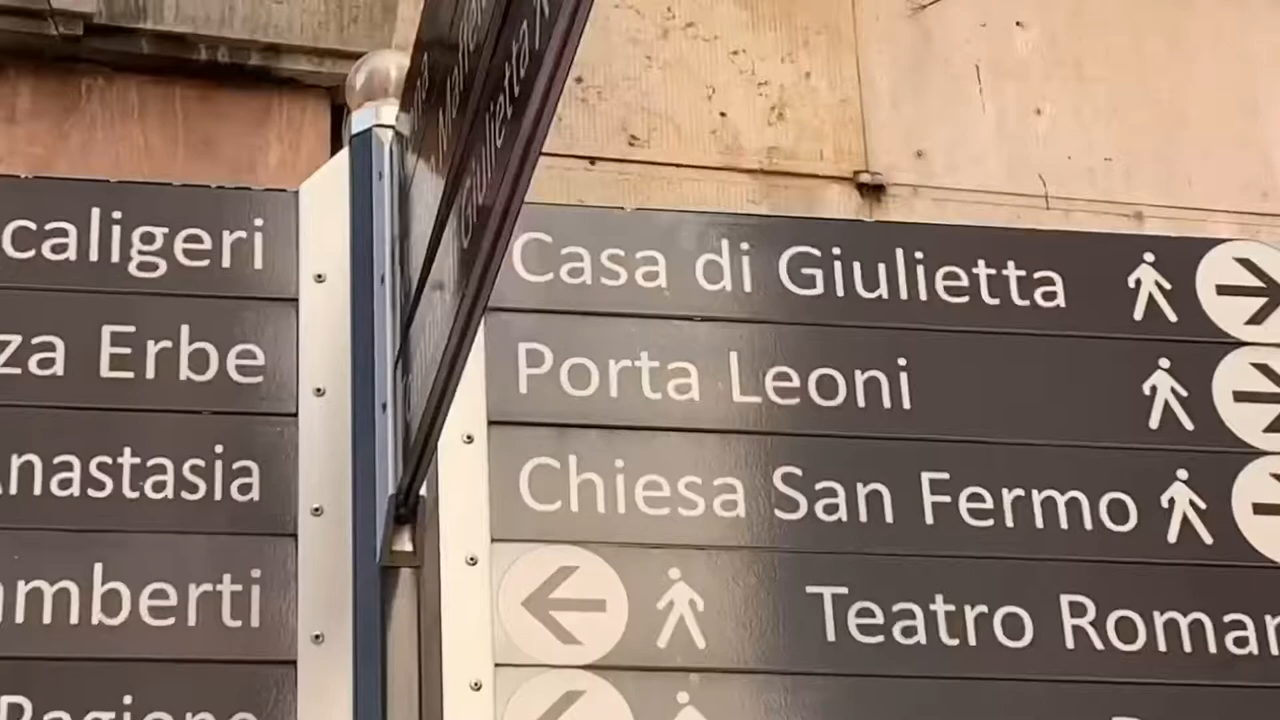 caligeri
za Erbe
nastasia
mberti
Ragione
Giulietta
Casa di Giulietta
Porta Leoni
Chiesa San Fermo
Teatro Roman